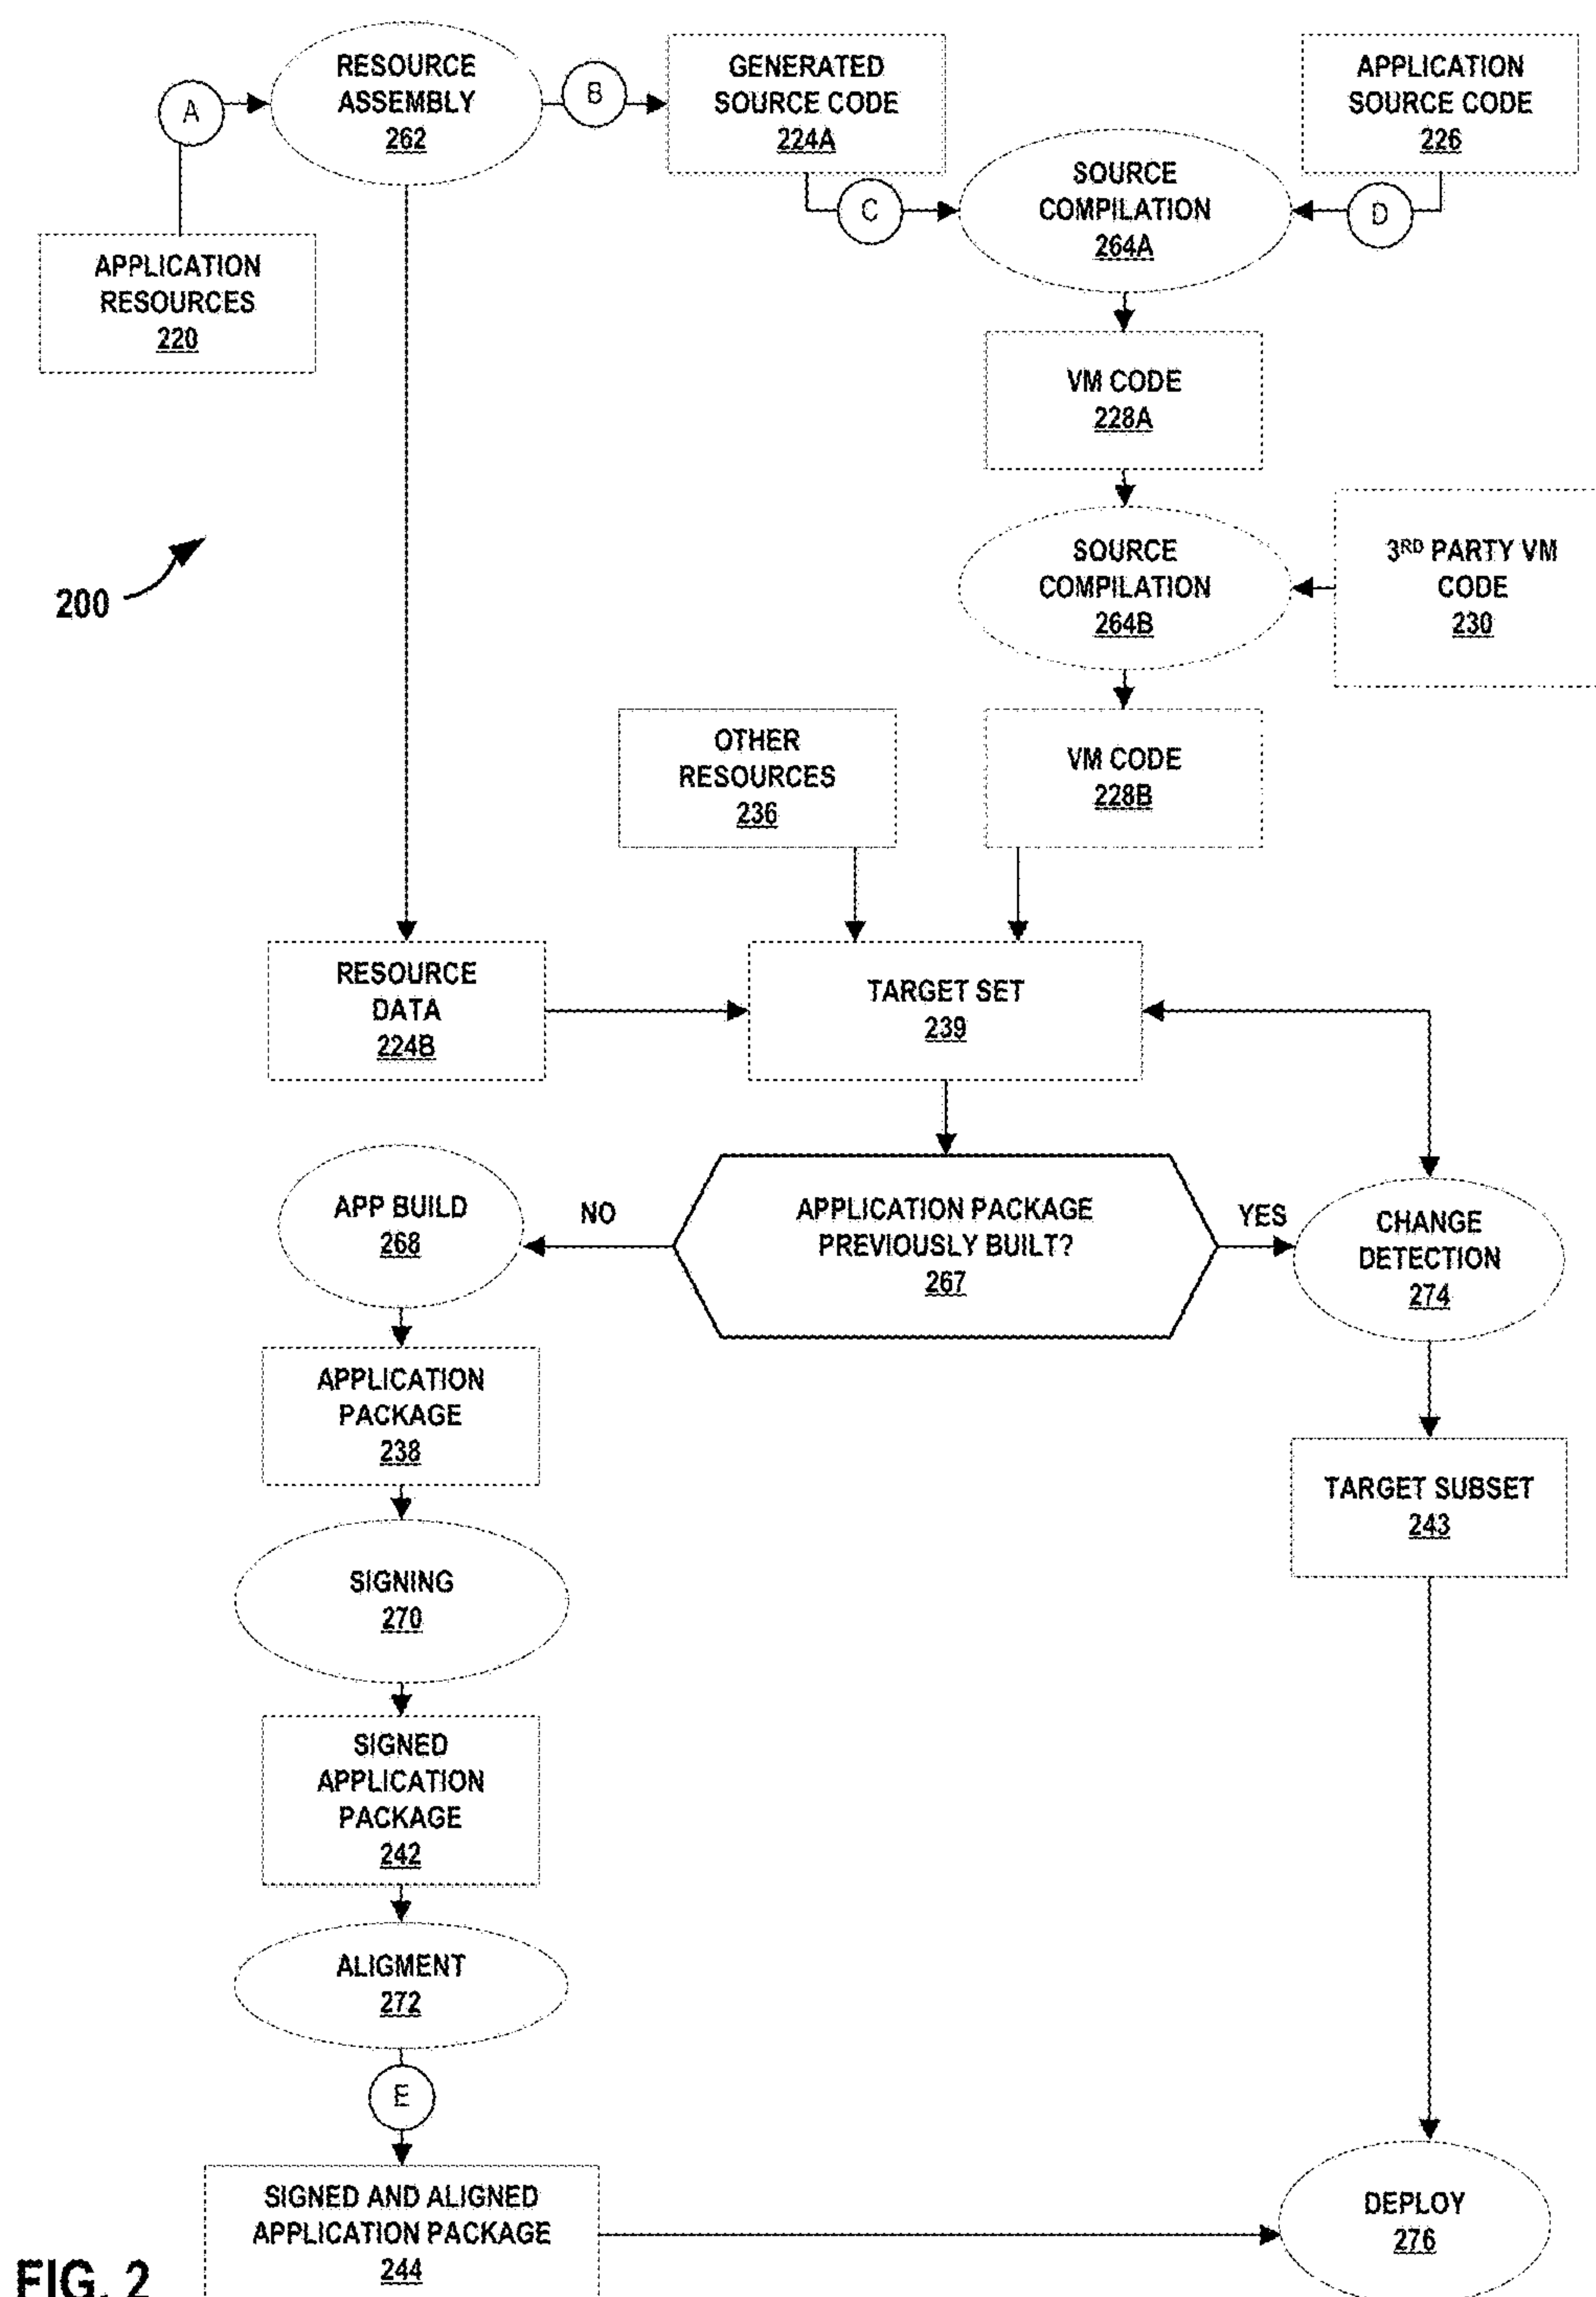 RESOURCE
ASSEMBLY
262
A
B
GENERATED
SOURCE CODE
224A
APPLICATION
SOURCE CODE
226
C
D
SOURCE
COMPILATION
264A
APPLICATION
RESOURCES
220
VM CODE
228A
200
SOURCE
COMPILATION
264B
3RD PARTY VM
CODE
230
OTHER
RESOURCES
236
VM CODE
228B
RESOURCE
DATA
224B
TARGET SET
239
APP BUILD
268
NO
APPLICATION PACKAGE
PREVIOUSLY BUILT?
267
YES
CHANGE
DETECTION
274
APPLICATION
PACKAGE
238
TARGET SUBSET
243
SIGNING
270
SIGNED
APPLICATION
PACKAGE
242
ALIGMENT
272
E
SIGNED AND ALIGNED
APPLICATION PACKAGE
244
DEPLOY
276
FIG. 2